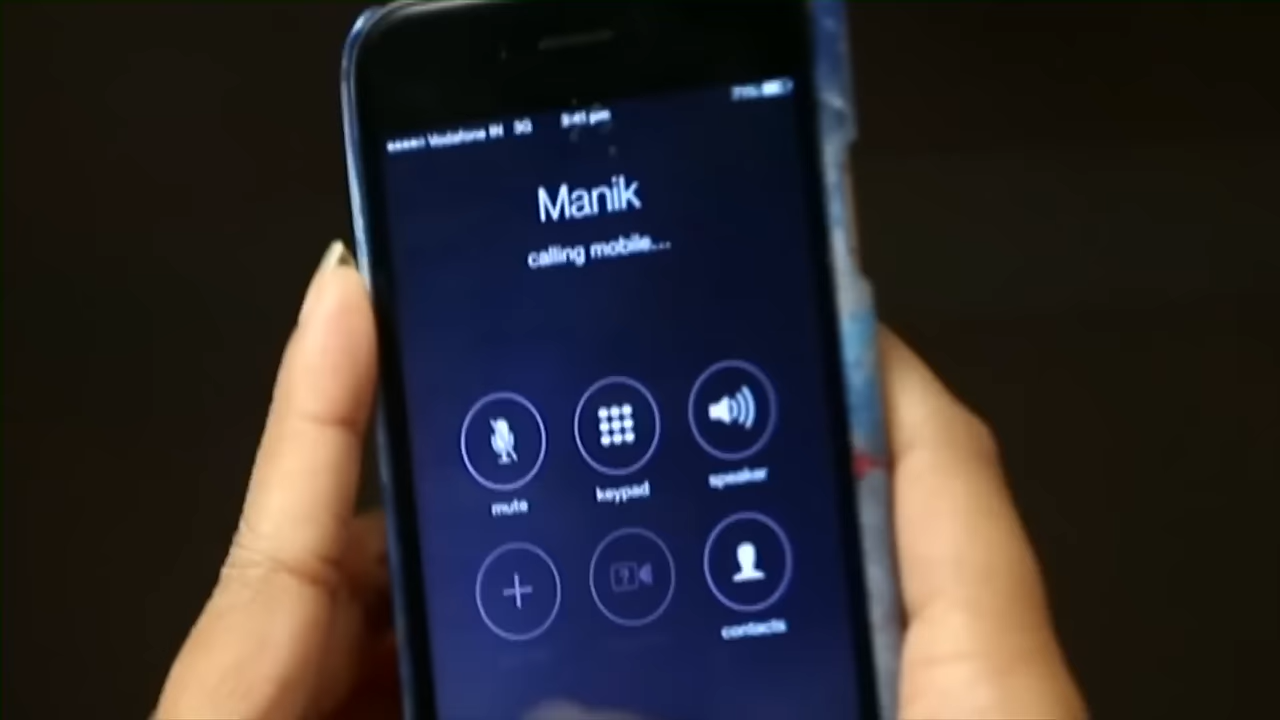 Vodafone IN 3G
Manik
calling mobile...
mute keypad speaker
contacts